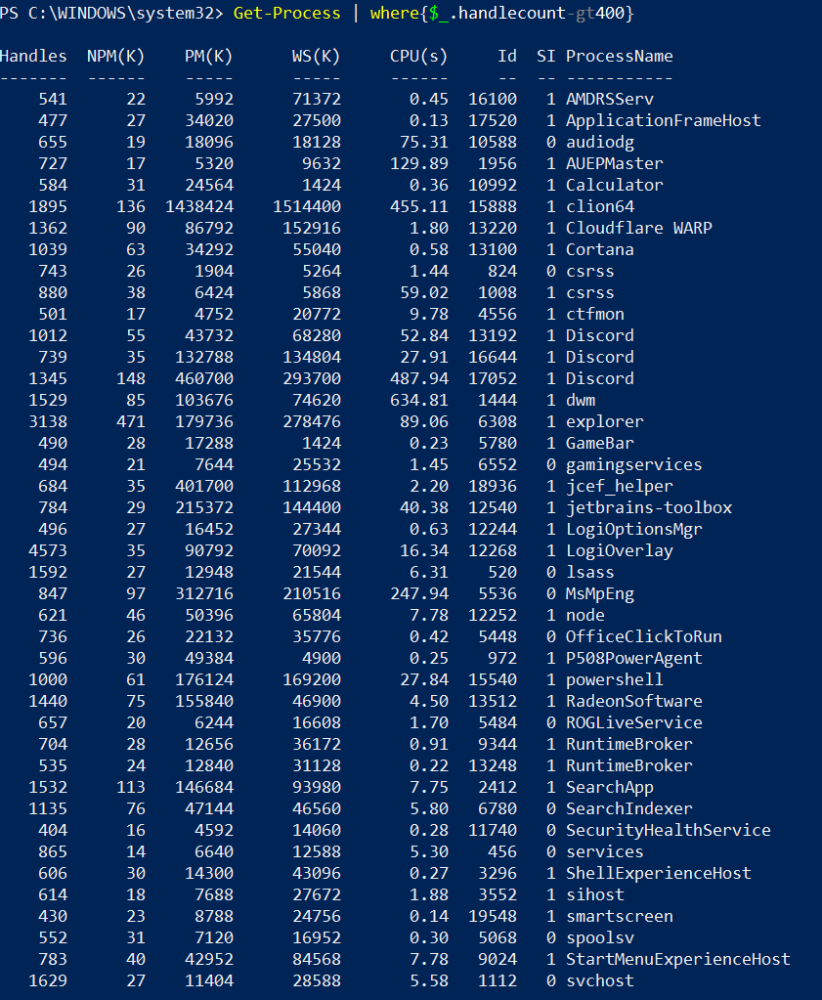 PS C:\WINDOWS\system32> Get-Process | where{$_.handlecount-gt400}
Handles NPM(K) PM(K) WS(K) CPU(s) Id SI ProcessName
------- ------ ----- ----- ------ -- -- -----------
541 22 5992 71372 0.45 16100 1 AMDRSServ
477 27 34020 27500 0.13 17520 1 ApplicationFrameHost
655 19 18096 18128 75.31 10588 0 audiodg
727 17 5320 9632 129.89 1956 1 AUEPMaster
584 31 24564 1424 0.36 10992 1 Calculator
1895 136 1438424 1514400 455.11 15888 1 clion64
1362 90 86792 152916 1.80 13220 1 Cloudflare WARP
1039 63 34292 55040 0.58 13100 1 Cortana
743 26 1904 5264 1.44 824 0 csrss
880 38 6424 5868 59.02 1008 1 csrss
501 17 4752 20772 9.78 4556 1 ctfmon
1012 55 43732 68280 52.84 13192 1 Discord
739 35 132788 134804 27.91 16644 1 Discord
1345 148 460700 293700 487.94 17052 1 Discord
1529 85 103676 74620 634.81 1444 1 dwm
3138 471 179736 278476 89.06 6308 1 explorer
490 28 17288 1424 0.23 5780 1 GameBar
494 21 7644 25532 1.45 6552 0 gamingservices
684 35 401700 112968 2.20 18936 1 jcef_helper
784 29 215372 144400 40.38 12540 1 jetbrains-toolbox
496 27 16452 27344 0.63 12244 1 LogiOptionsMgr
4573 35 90792 70092 16.34 12268 1 LogiOverlay
1592 27 12948 21544 6.31 520 0 lsass
847 97 312716 210516 247.94 5536 0 MsMpEng
621 46 50396 65804 7.78 12252 1 node
736 26 22132 35776 0.42 5448 0 OfficeClickToRun
596 30 49384 4900 0.25 972 1 P508PowerAgent
1000 61 176124 169200 27.84 15540 1 powershell
1440 75 155840 46900 4.50 13512 1 RadeonSoftware
657 20 6244 16608 1.70 5484 0 ROGLiveService
704 28 12656 36172 0.91 9344 1 RuntimeBroker
535 24 12840 31128 0.22 13248 1 RuntimeBroker
1532 113 146684 93980 7.75 2412 1 SearchApp
1135 76 47144 46560 5.80 6780 0 SearchIndexer
404 16 4592 14060 0.28 11740 0 SecurityHealthService
865 14 6640 12588 5.30 456 0 services
606 30 14300 43096 0.27 3296 1 ShellExperienceHost
614 18 7688 27672 1.88 3552 1 sihost
430 23 8788 24756 0.14 19548 1 smartscreen
552 31 7120 16952 0.30 5068 0 spoolsv
783 40 42952 84568 7.78 9024 1 StartMenuExperienceHost
1629 27 11404 28588 5.58 1112 0 svchost